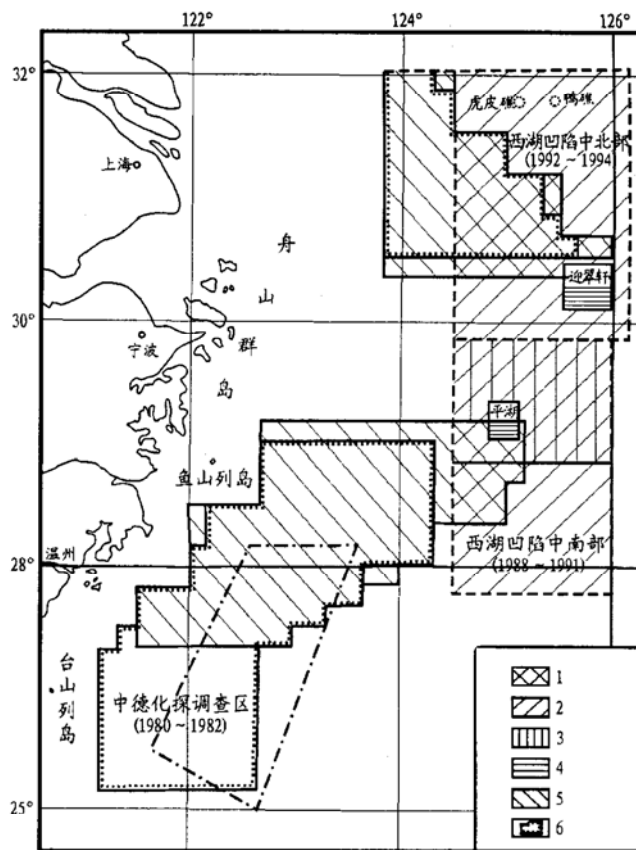 122°
124°
126°
32°
虎皮礁
鸭礁
西湖凹陷中北部
(1992～1994)
上海
舟
山
群
岛
迎翠轩
30°
宁波
平湖
鱼山列岛
温州
28°
西湖凹陷中南部
(1988～1991)
台
山
列
岛
中德化探调查区
(1980～1982)
1
2
3
4
5
6
25°